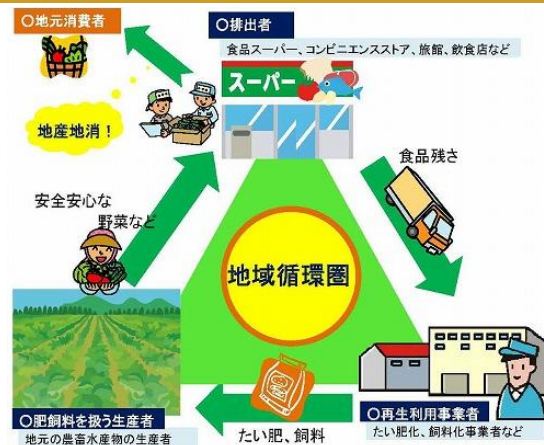 〇地元消費者
〇排出者
食品スーパー、コンビニエンスストア、旅館、飲食店など
スーパー
地産地消！
食品残さ
安全安心な
野菜など
地域循環圏
〇肥飼料を扱う生産者
地元の農畜水産物の生産者
たい肥、飼料
〇再生利用事業者
たい肥化、飼料化事業者など